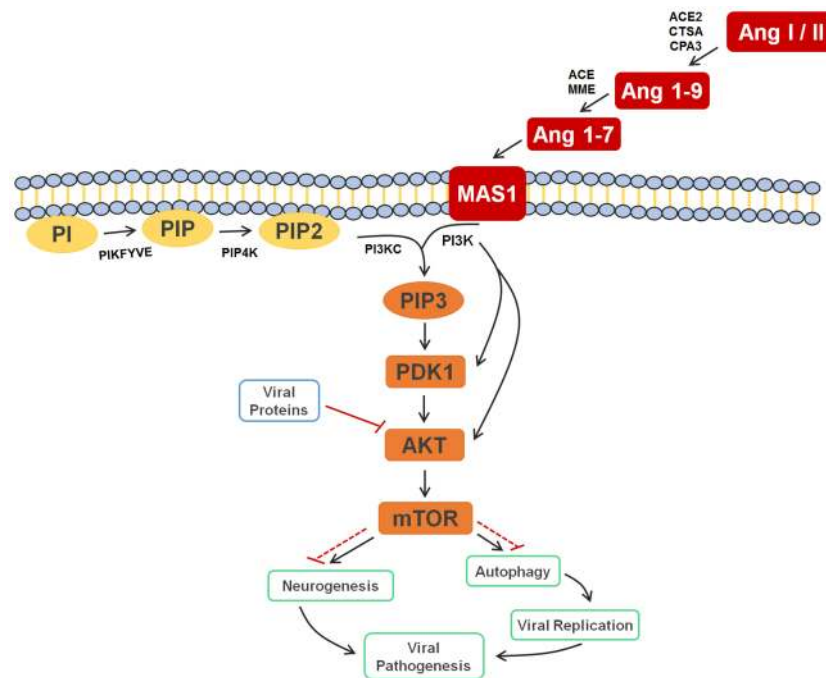 ACE2
CTSA
CPA3
Ang I / II
ACE
MME
Ang 1-9
Ang 1-7
MAS1
PI
PIKFYVE
PIP
PIP4K
PIP2
PI3KC
PI3K
PIP3
PDK1
Viral
Proteins
AKT
mTOR
Neurogenesis
Autophagy
Viral Replication
Viral
Pathogenesis